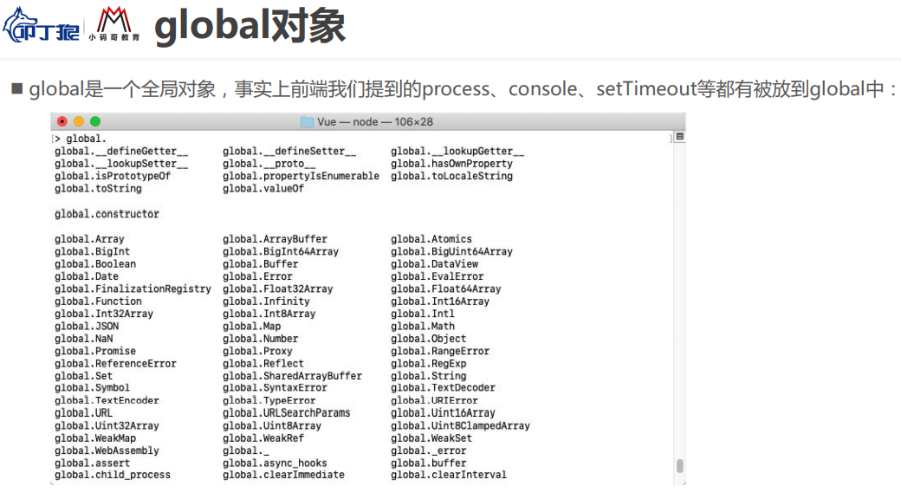 叩丁狼 小码哥教育 global对象
■ global是一个全局对象，事实上前端我们提到的process、console、setTimeout等都有被放到global中：
Vue — node — 106×28
[> global.
global.__defineGetter__ global.__defineSetter__ global.__lookupGetter__
global.__lookupSetter__ global.__proto__ global.hasOwnProperty
global.isPrototypeOf global.propertyIsEnumerable global.toLocaleString
global.toString global.valueOf
global.constructor
global.Array global.ArrayBuffer global.Atomics
global.BigInt global.BigInt64Array global.BigUint64Array
global.Boolean global.Buffer global.DataView
global.Date global.Error global.EvalError
global.FinalizationRegistry global.Float32Array global.Float64Array
global.Function global.Infinity global.Int16Array
global.Int32Array global.Int8Array global.Intl
global.JSON global.Map global.Math
global.NaN global.Number global.Object
global.Promise global.Proxy global.RangeError
global.ReferenceError global.Reflect global.RegExp
global.Set global.SharedArrayBuffer global.String
global.Symbol global.SyntaxError global.TextDecoder
global.TextEncoder global.TypeError global.URIError
global.URL global.URLSearchParams global.Uint16Array
global.Uint32Array global.Uint8Array global.Uint8ClampedArray
global.WeakMap global.WeakRef global.WeakSet
global.WebAssembly global._ global._error
global.assert global.async_hooks global.buffer
global.child_process global.clearImmediate global.clearInterval